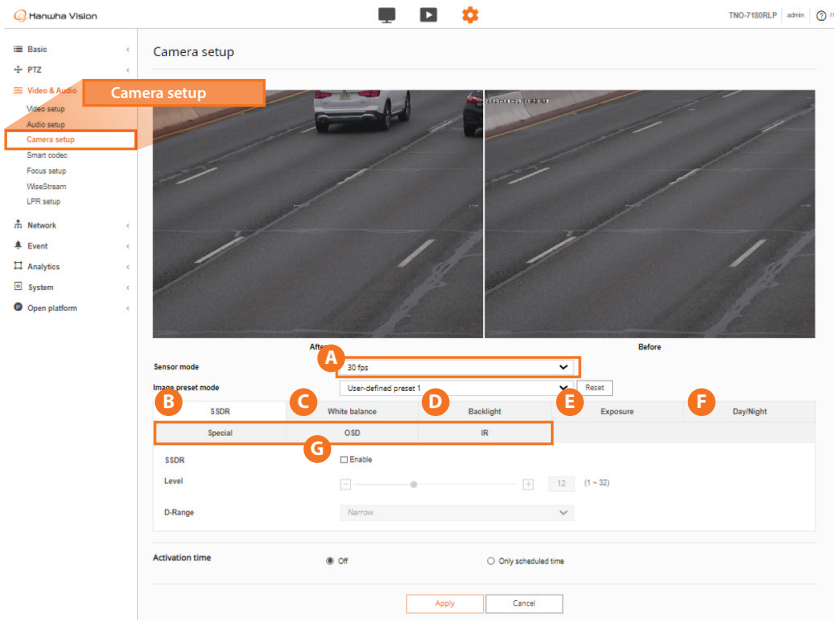 Hanwha Vision
TNO-7180RLP admin
Basic
PTZ
Video & Audio
Video setup
Audio setup
Camera setup
Smart codec
Focus setup
WiseStream
LPR setup
Network
Event
Analytics
System
Open platform
Camera setup
Camera setup
After
Before
A
Sensor mode
30 fps
Image preset mode
User-defined preset 1
Reset
B
C
D
E
F
SSDR
White balance
Backlight
Exposure
Day/Night
Special
OSD
IR
G
SSDR
Enable
Level
12
(1 ~ 32)
D-Range
Narrow
Activation time
Off
Only scheduled time
Apply
Cancel